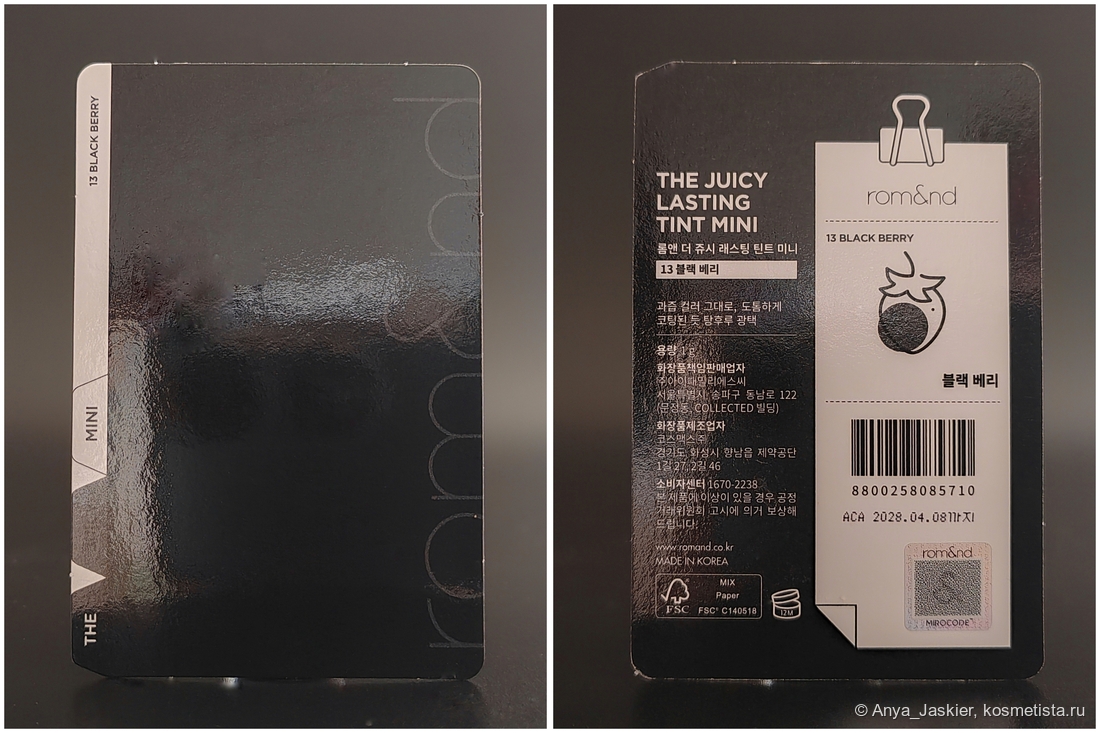 13 BLACK BERRY
MINI
THE
rom&nd
THE JUICY
LASTING
TINT MINI
롬앤 더 쥬시 래스팅 틴트 미니
13 블랙 베리
과즙 컬러 그대로, 도톰하게
코팅된 듯 탕후루 광택
용량 1 g
화장품책임판매업자
주)아이패밀리에스씨
서울특별시 송파구 동남로 122
(문정동, COLLECTED 빌딩)
화장품제조업자
코스맥스㈜
경기도 화성시 향남읍 제약공단
1길 27, 2길 46
소비자센터 1670-2238
본 제품에 이상이 있을 경우 공정
거래위원회 고시에 의거 보상해
드립니다.
www.romand.co.kr
MADE IN KOREA
FSC
MIX
Paper
FSC® C140518
12M
rom&nd
13 BLACK BERRY
블랙 베리
8800258085710
ACA 2028.04.08까지
rom&nd
MIROCODE™
© Anya_Jaskier, kosmetista.ru